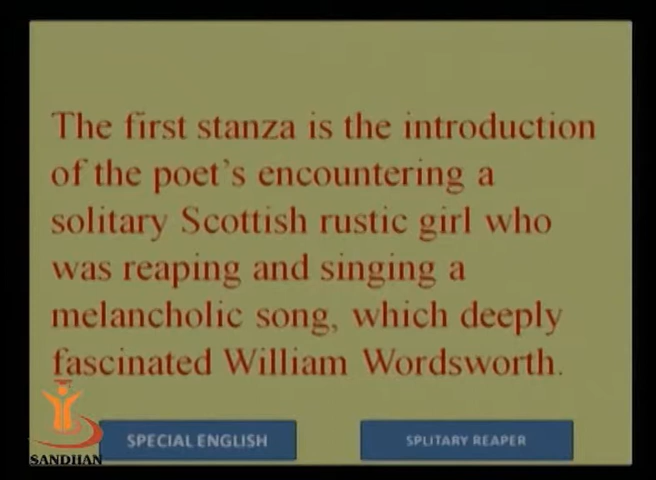 The first stanza is the introduction
of the poet's encountering a
solitary Scottish rustic girl who
was reaping and singing a
melancholic song, which deeply
fascinated William Wordsworth.
SPECIAL ENGLISH
SPLITARY REAPER
SANDHAN